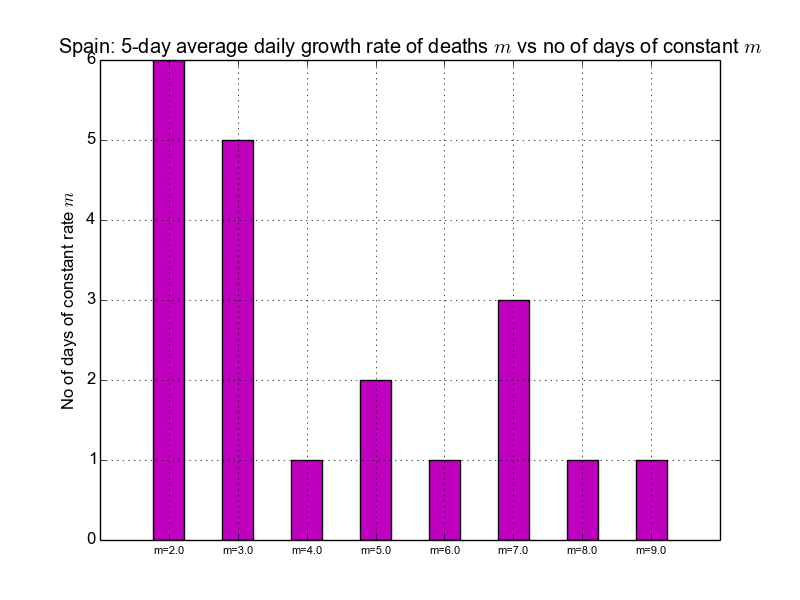 Spain: 5-day average daily growth rate of deaths m vs no of days of constant m
No of days of constant rate m
6
5
4
3
2
1
0
m=2.0 m=3.0 m=4.0 m=5.0 m=6.0 m=7.0 m=8.0 m=9.0